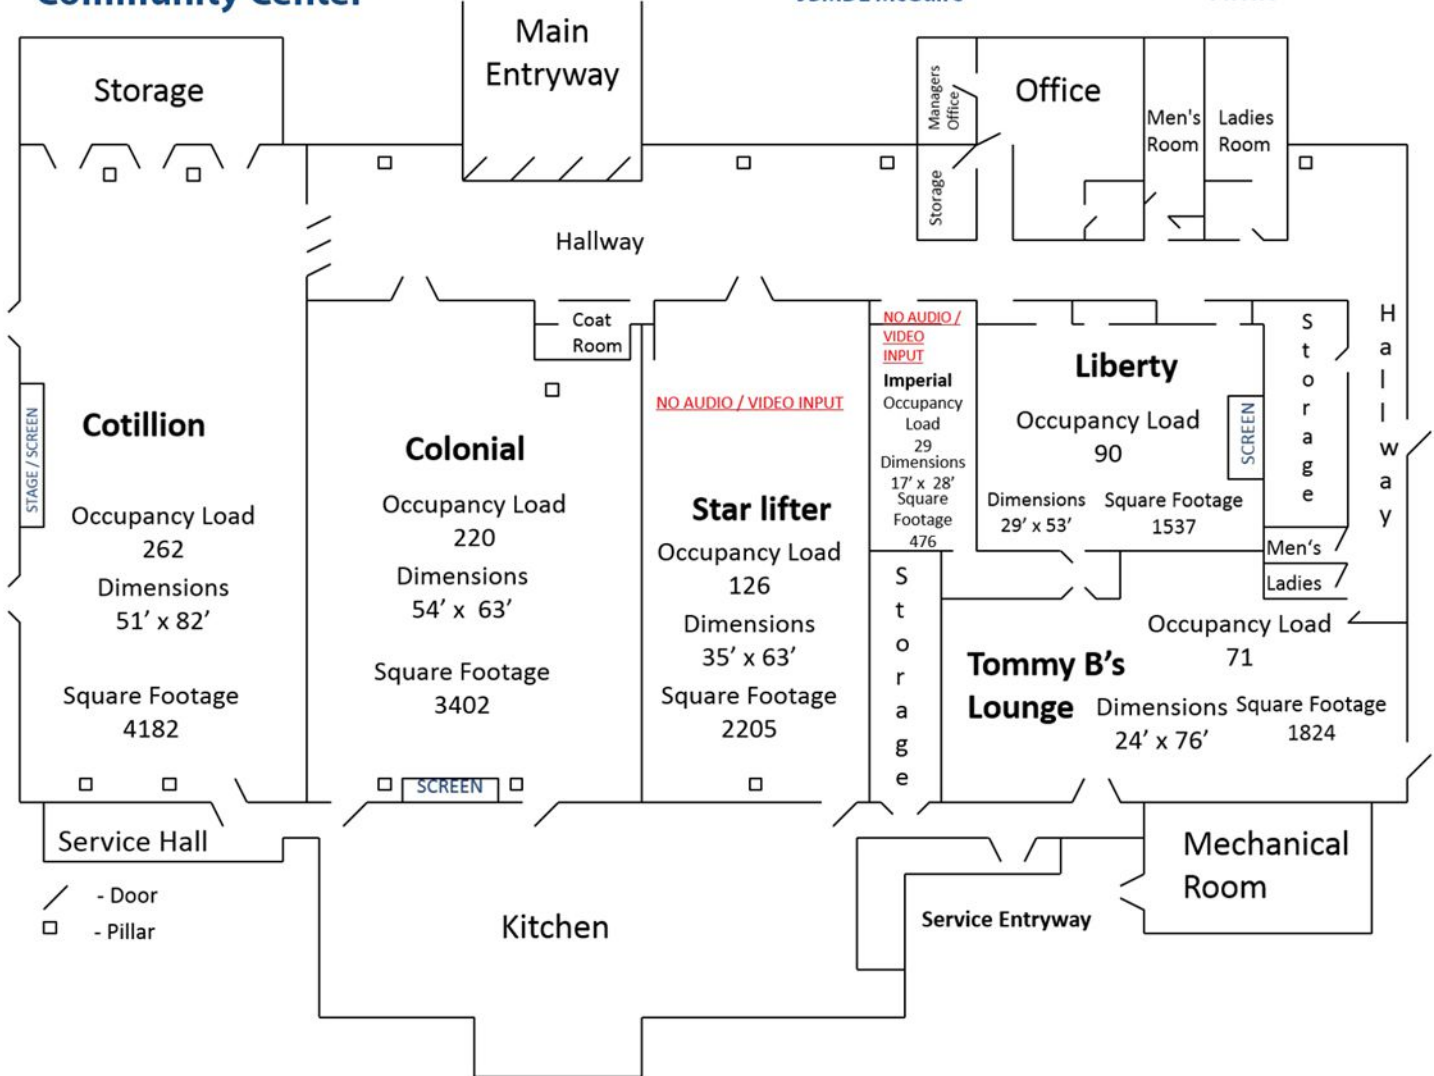 Community Center
Main
Entryway
Storage
Managers
Office
Office
Men's
Room
Ladies
Room
Storage
Hallway
Coat
Room
NO AUDIO /
VIDEO
INPUT
Imperial
Occupancy
Load
29
Dimensions
17’ x 28’
Square
Footage
476
Liberty
Occupancy Load
90
Dimensions
29’ x 53’
Square Footage
1537
SCREEN
Storage
Hallway
Cotillion
STAGE / SCREEN
Occupancy Load
262
Dimensions
51’ x 82’
Square Footage
4182
Colonial
Occupancy Load
220
Dimensions
54’ x 63’
Square Footage
3402
SCREEN
NO AUDIO / VIDEO INPUT
Star lifter
Occupancy Load
126
Dimensions
35’ x 63’
Square Footage
2205
Storage
Men‘s
Ladies
Tommy B’s
Lounge
Occupancy Load
71
Dimensions
24’ x 76’
Square Footage
1824
Service Hall
- Door
- Pillar
Kitchen
Service Entryway
Mechanical
Room